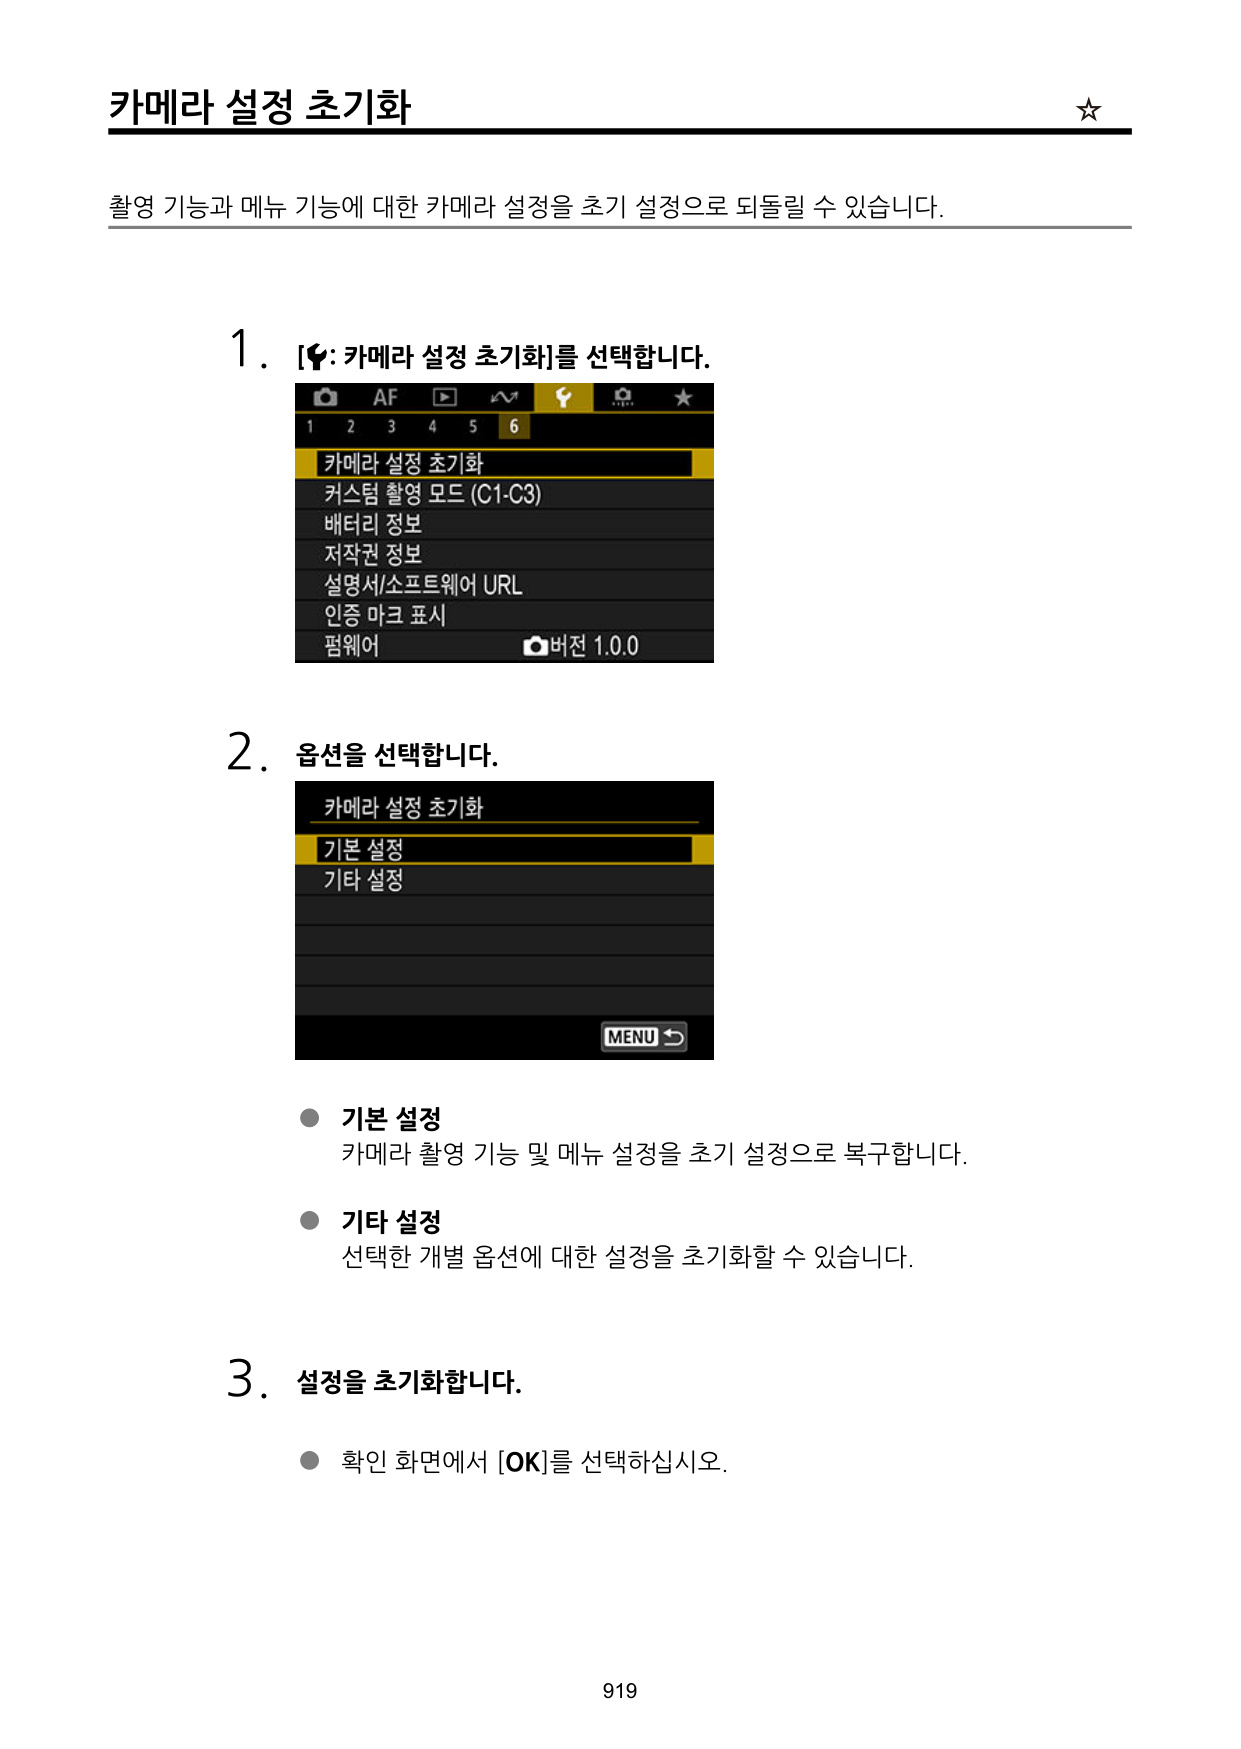 카메라 설정 초기화 ☆
촬영 기능과 메뉴 기능에 대한 카메라 설정을 초기 설정으로 되돌릴 수 있습니다.
1. [: 카메라 설정 초기화]를 선택합니다.
AF
1 2 3 4 5 6
카메라 설정 초기화
커스텀 촬영 모드 (C1-C3)
배터리 정보
저작권 정보
설명서/소프트웨어 URL
인증 마크 표시
펌웨어 버전 1.0.0
2. 옵션을 선택합니다.
카메라 설정 초기화
기본 설정
기타 설정
MENU
● 기본 설정
카메라 촬영 기능 및 메뉴 설정을 초기 설정으로 복구합니다.
● 기타 설정
선택한 개별 옵션에 대한 설정을 초기화할 수 있습니다.
3. 설정을 초기화합니다.
● 확인 화면에서 [OK]를 선택하십시오.
919